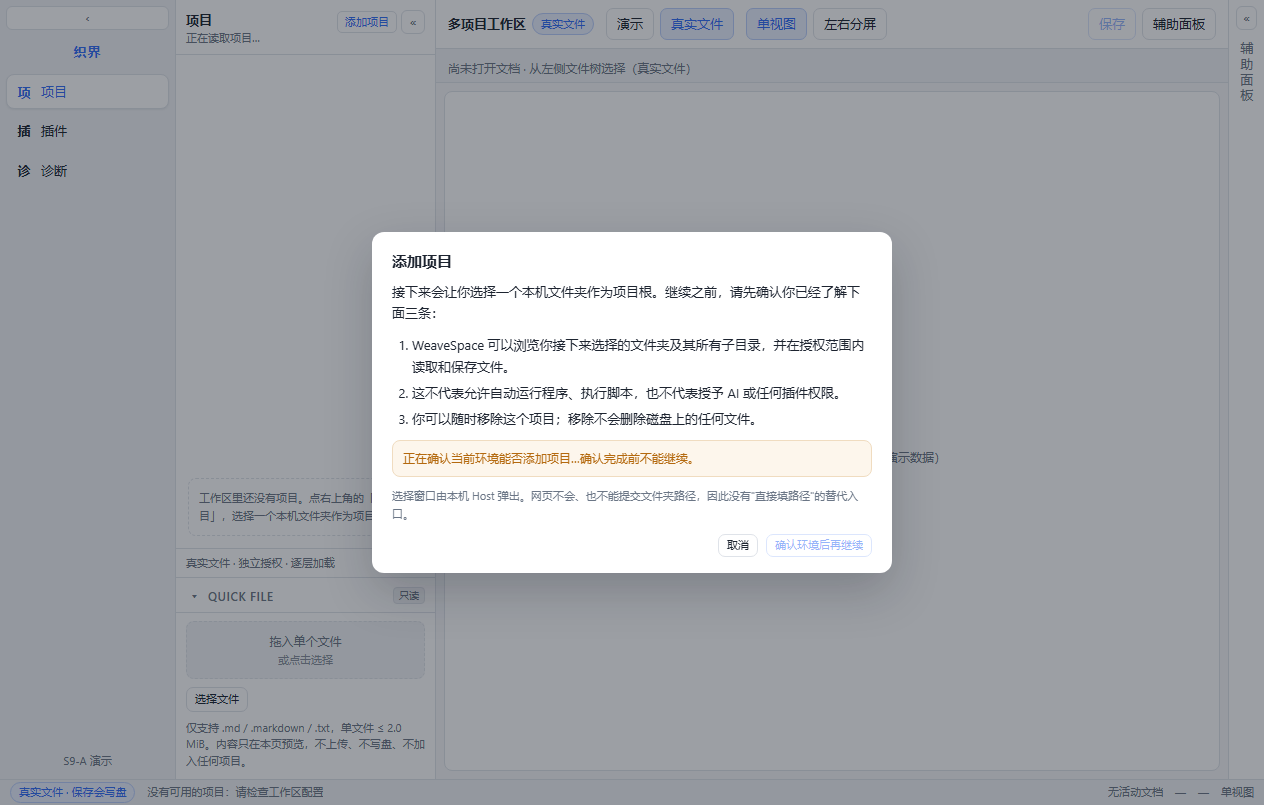 ‹
织界
项 项目
插 插件
诊 诊断
S9-A 演示
项目
添加项目
«
正在读取项目...
工作区里还没有项目。点右上角的
目」，选择一个本机文件夹作为项目
真实文件 · 独立授权 · 逐层加载
QUICK FILE
只读
拖入单个文件
或点击选择
选择文件
仅支持 .md / .markdown / .txt，单文件 ≤ 2.0
MiB。内容只在本页预览，不上传、不写盘、不加
入任何项目。
多项目工作区
真实文件
演示
真实文件
单视图
左右分屏
保存
辅助面板
尚未打开文档 · 从左侧文件树选择（真实文件）
演示数据）
«
辅
助
面
板
添加项目
接下来会让你选择一个本机文件夹作为项目根。继续之前，请先确认你已经了解下
面三条：
1. WeaveSpace 可以浏览你接下来选择的文件夹及其所有子目录，并在授权范围内
读取和保存文件。
2. 这不代表允许自动运行程序、执行脚本，也不代表授予 AI 或任何插件权限。
3. 你可以随时移除这个项目；移除不会删除磁盘上的任何文件。
正在确认当前环境能否添加项目...确认完成前不能继续。
选择窗口由本机 Host 弹出。网页不会、也不能提交文件夹路径，因此没有“直接填路径”的替代入
口。
取消
确认环境后再继续
真实文件 · 保存会写盘
没有可用的项目：请检查工作区配置
无活动文档
—
—
单视图